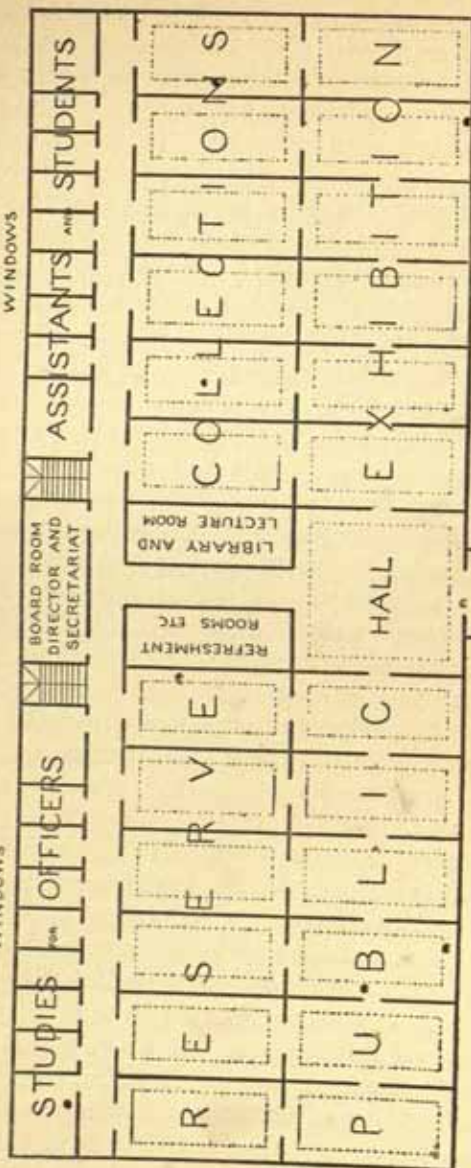 WINDOWS WINDOWS
STUDIES FOR OFFICERS
BOARD ROOM
DIRECTOR AND
SECRETARIAT
ASSISTANTS AND STUDENTS
RESERVE
REFRESHMENT
ROOMS ETC
LIBRARY AND
LECTURE ROOM
COLLECTIONS
PUBLIC HALL EXHIBITION